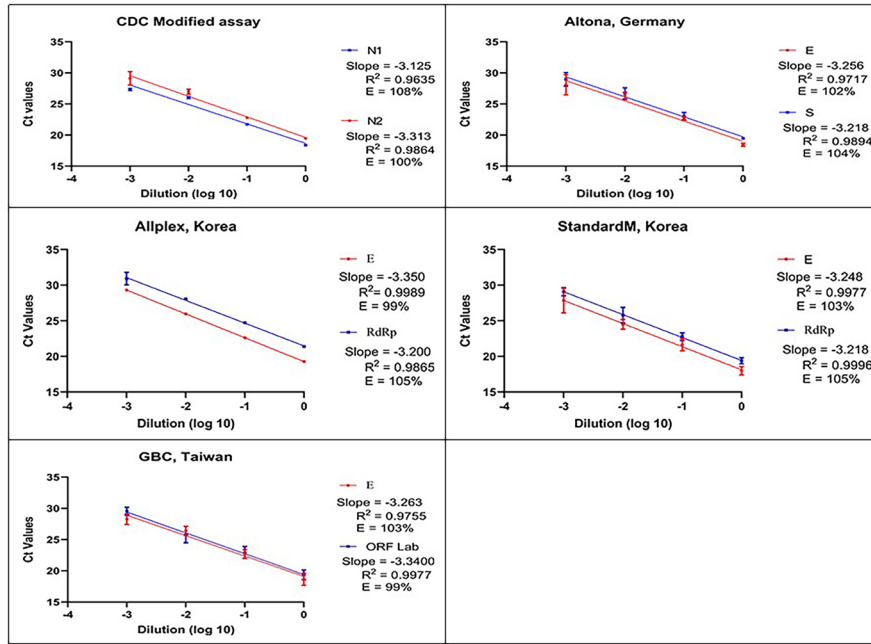 CDC Modified assay
35
30
25
20
15
Ct values
-4
-3
-2
-1
0
Dilution (log 10)
N1
Slope = -3.125
R² = 0.9635
E = 108%
N2
Slope = -3.313
R² = 0.9864
E = 100%
Altona, Germany
35
30
25
20
15
Ct values
-4
-3
-2
-1
0
Dilution (log 10)
E
Slope = -3.256
R² = 0.9717
E = 102%
S
Slope = -3.218
R² = 0.9894
E = 104%
Allplex, Korea
35
30
25
20
15
Ct Values
-4
-3
-2
-1
0
Dilution (log 10)
E
Slope = -3.350
R²= 0.9989
E = 99%
RdRp
Slope = -3.200
R² = 0.9865
E = 105%
StandardM, Korea
35
30
25
20
15
Ct Values
-4
-3
-2
-1
0
Dilution (log 10)
E
Slope = -3.248
R² = 0.9977
E = 103%
RdRp
Slope = -3.218
R² = 0.9996
E = 105%
GBC, Taiwan
35
30
25
20
15
Ct Values
-4
-3
-2
-1
0
Dilution (log 10)
E
Slope = -3.263
R² = 0.9755
E = 103%
ORF Lab
Slope = -3.3400
R² = 0.9977
E = 99%